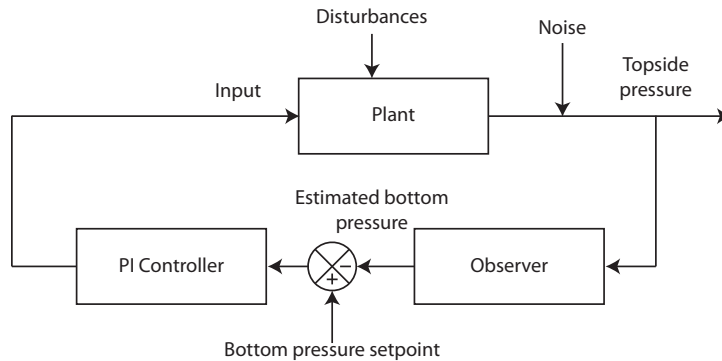 Disturbances
Noise
Topside
pressure
Input
Plant
Estimated bottom
pressure
PI Controller
−
+
Observer
Bottom pressure setpoint